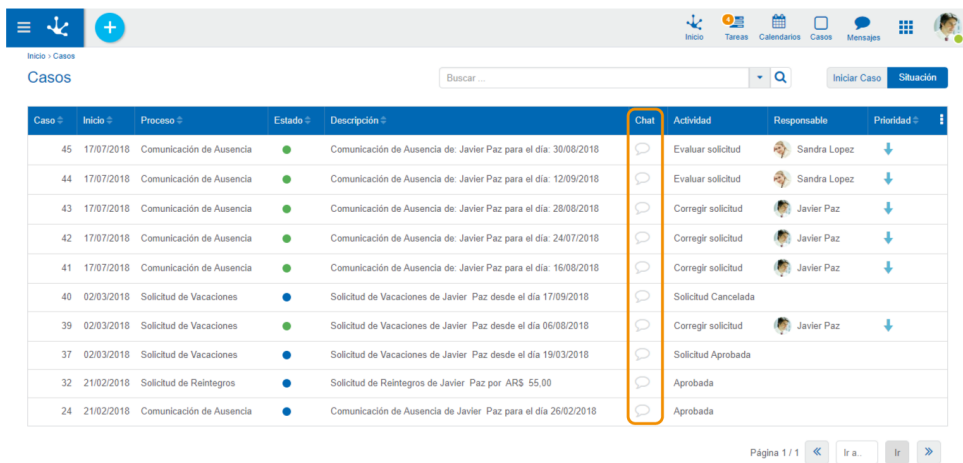 4
Inicio Tareas Calendarios Casos Mensajes
Inicio > Casos
Casos
Buscar ...
Iniciar Caso Situación
Caso Inicio Proceso Estado Descripción Chat Actividad Responsable Prioridad
45 17/07/2018 Comunicación de Ausencia Comunicación de Ausencia de: Javier Paz para el día: 30/08/2018 Evaluar solicitud Sandra Lopez
44 17/07/2018 Comunicación de Ausencia Comunicación de Ausencia de: Javier Paz para el día: 12/09/2018 Evaluar solicitud Sandra Lopez
43 17/07/2018 Comunicación de Ausencia Comunicación de Ausencia de: Javier Paz para el día: 28/08/2018 Corregir solicitud Javier Paz
42 17/07/2018 Comunicación de Ausencia Comunicación de Ausencia de: Javier Paz para el día: 24/07/2018 Corregir solicitud Javier Paz
41 17/07/2018 Comunicación de Ausencia Comunicación de Ausencia de: Javier Paz para el día: 16/08/2018 Corregir solicitud Javier Paz
40 02/03/2018 Solicitud de Vacaciones Solicitud de Vacaciones de Javier Paz desde el día 17/09/2018 Solicitud Cancelada
39 02/03/2018 Solicitud de Vacaciones Solicitud de Vacaciones de Javier Paz desde el día 06/08/2018 Corregir solicitud Javier Paz
37 02/03/2018 Solicitud de Vacaciones Solicitud de Vacaciones de Javier Paz desde el día 19/03/2018 Solicitud Aprobada
32 21/02/2018 Solicitud de Reintegros Solicitud de Reintegros de Javier Paz por AR$ 55,00 Aprobada
24 21/02/2018 Comunicación de Ausencia Comunicación de Ausencia de Javier Paz para el día 26/02/2018 Aprobada
Página 1 / 1 « Ir a.. Ir »